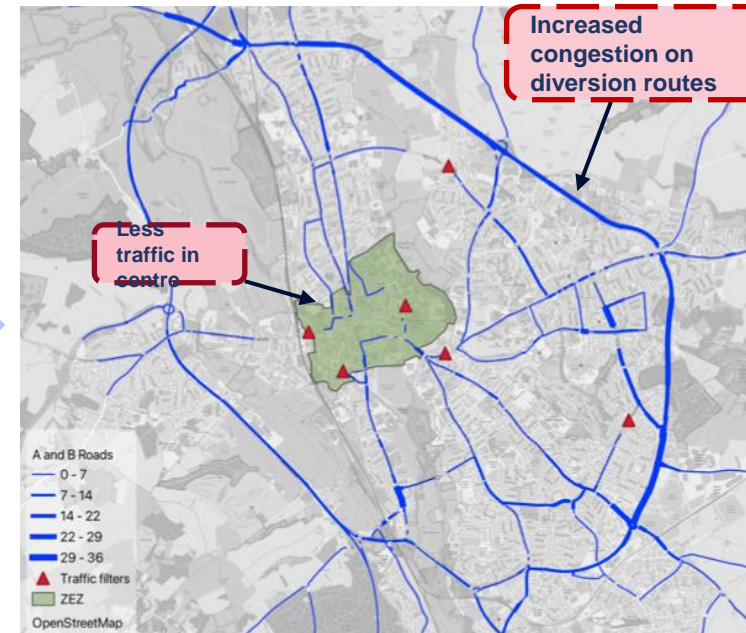 Increased
congestion on
diversion routes
Less
traffic in
centre
A and B Roads
0 - 7
7 - 14
14 - 22
22 - 29
29 - 36
Traffic filters
ZEZ
OpenStreetMap